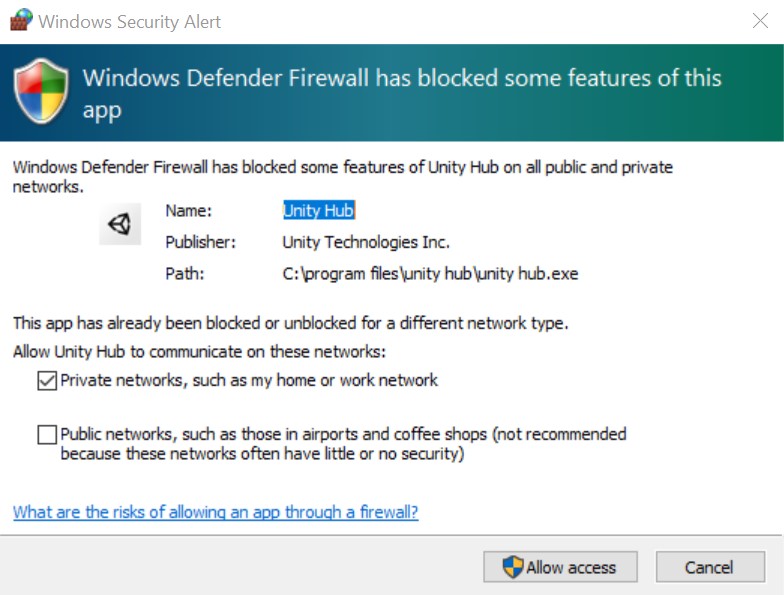 Windows Security Alert
Windows Defender Firewall has blocked some features of this
app
Windows Defender Firewall has blocked some features of Unity Hub on all public and private
networks.
Name: Unity Hub
Publisher: Unity Technologies Inc.
Path: C:\program files\unity hub\unity hub.exe
This app has already been blocked or unblocked for a different network type.
Allow Unity Hub to communicate on these networks:
Private networks, such as my home or work network
Public networks, such as those in airports and coffee shops (not recommended
because these networks often have little or no security)
What are the risks of allowing an app through a firewall?
Allow access Cancel